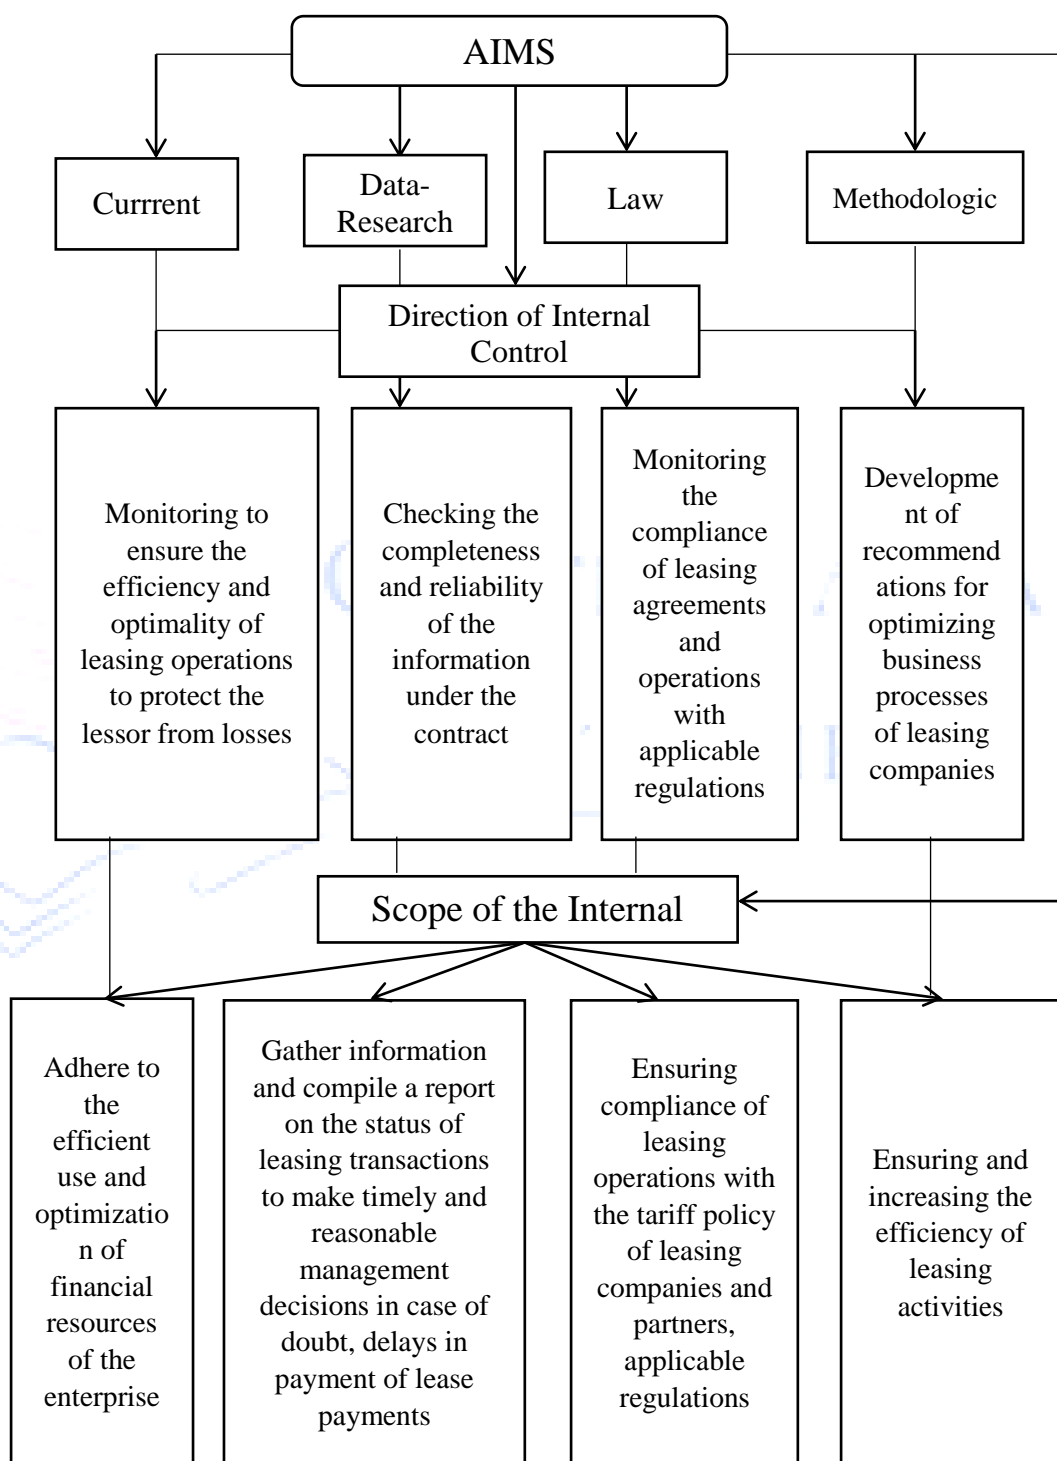 AIMS
Currrent
Data-
Research
Law
Methodologic
Direction of Internal
Control
Monitoring to
ensure the
efficiency and
optimality of
leasing operations
to protect the
lessor from losses
Checking the
completeness
and reliability
of the
information
under the
contract
Monitoring
the
compliance
of leasing
agreements
and
operations
with
applicable
regulations
Developme
nt of
recommend
ations for
optimizing
business
processes
of leasing
companies
Scope of the Internal
Adhere to
the
efficient
use and
optimizatio
n of
financial
resources
of the
enterprise
Gather information
and compile a report
on the status of
leasing transactions
to make timely and
reasonable
management
decisions in case of
doubt, delays in
payment of lease
payments
Ensuring
compliance of
leasing
operations with
the tariff policy
of leasing
companies and
partners,
applicable
regulations
Ensuring and
increasing the
efficiency of
leasing
activities